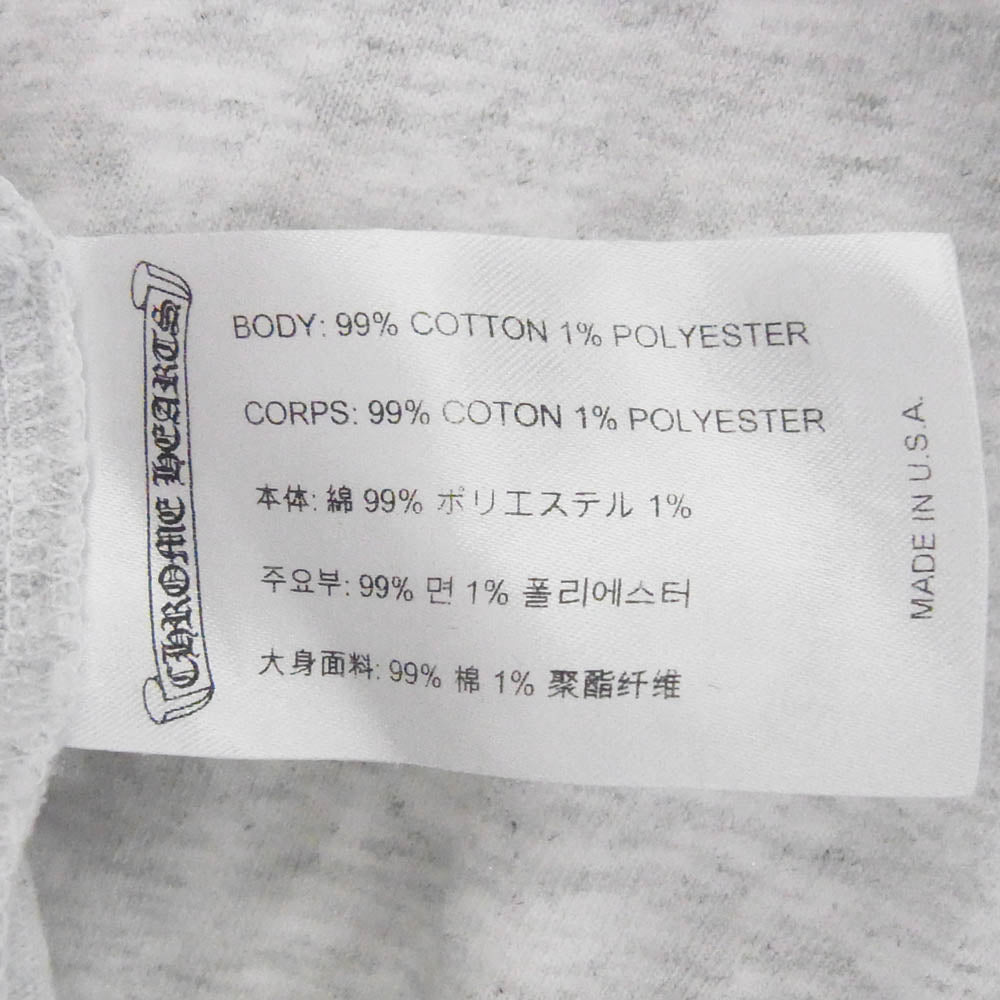 CHROME HEARTS
BODY: 99% COTTON 1% POLYESTER
CORPS: 99% COTON 1% POLYESTER
本体: 綿 99% ポリエステル 1%
주요부: 99% 면 1% 폴리에스터
大身面料: 99% 棉 1% 聚酯纤维
MADE IN U.S.A.